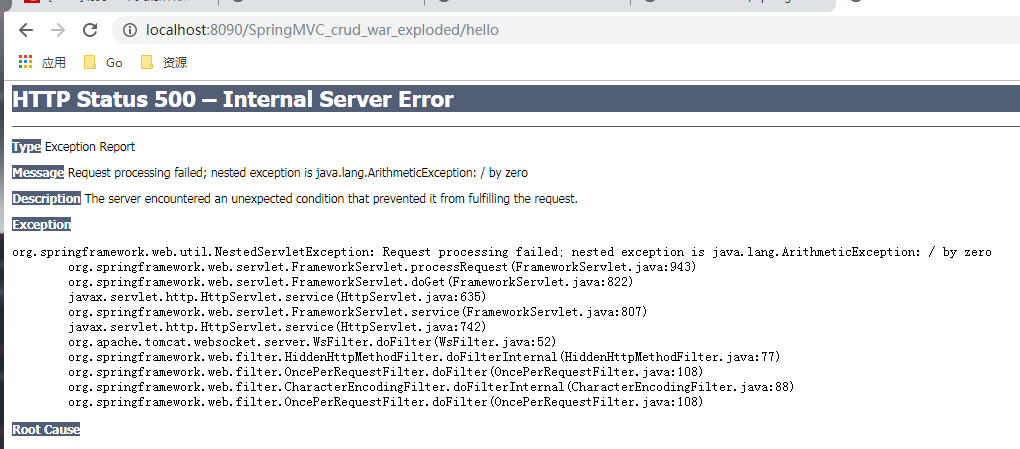 localhost:8090/SpringMVC_crud_war_exploded/hello
应用 Go 资源
HTTP Status 500 – Internal Server Error
Type Exception Report
Message Request processing failed; nested exception is java.lang.ArithmeticException: / by zero
Description The server encountered an unexpected condition that prevented it from fulfilling the request.
Exception
org.springframework.web.util.NestedServletException: Request processing failed; nested exception is java.lang.ArithmeticException: / by zero
org.springframework.web.servlet.FrameworkServlet.processRequest(FrameworkServlet.java:943)
org.springframework.web.servlet.FrameworkServlet.doGet(FrameworkServlet.java:822)
javax.servlet.http.HttpServlet.service(HttpServlet.java:635)
org.springframework.web.servlet.FrameworkServlet.service(FrameworkServlet.java:807)
javax.servlet.http.HttpServlet.service(HttpServlet.java:742)
org.apache.tomcat.websocket.server.WsFilter.doFilter(WsFilter.java:52)
org.springframework.web.filter.HiddenHttpMethodFilter.doFilterInternal(HiddenHttpMethodFilter.java:77)
org.springframework.web.filter.OncePerRequestFilter.doFilter(OncePerRequestFilter.java:108)
org.springframework.web.filter.CharacterEncodingFilter.doFilterInternal(CharacterEncodingFilter.java:88)
org.springframework.web.filter.OncePerRequestFilter.doFilter(OncePerRequestFilter.java:108)
Root Cause